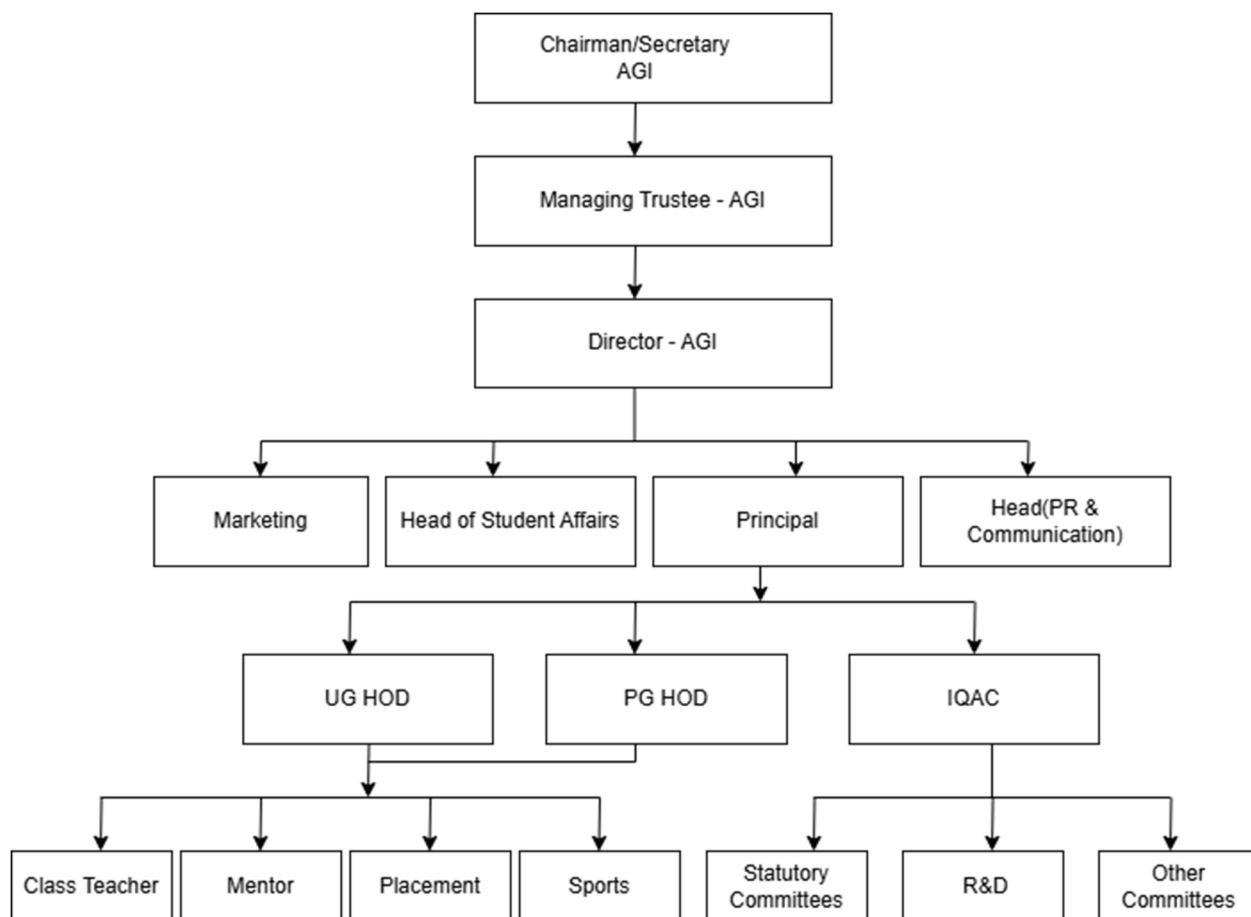 Chairman/Secretary
AGI
Managing Trustee - AGI
Director - AGI
Marketing
Head of Student Affairs
Principal
Head(PR &
Communication)
UG HOD
PG HOD
IQAC
Class Teacher
Mentor
Placement
Sports
Statutory
Committees
R&D
Other
Committees